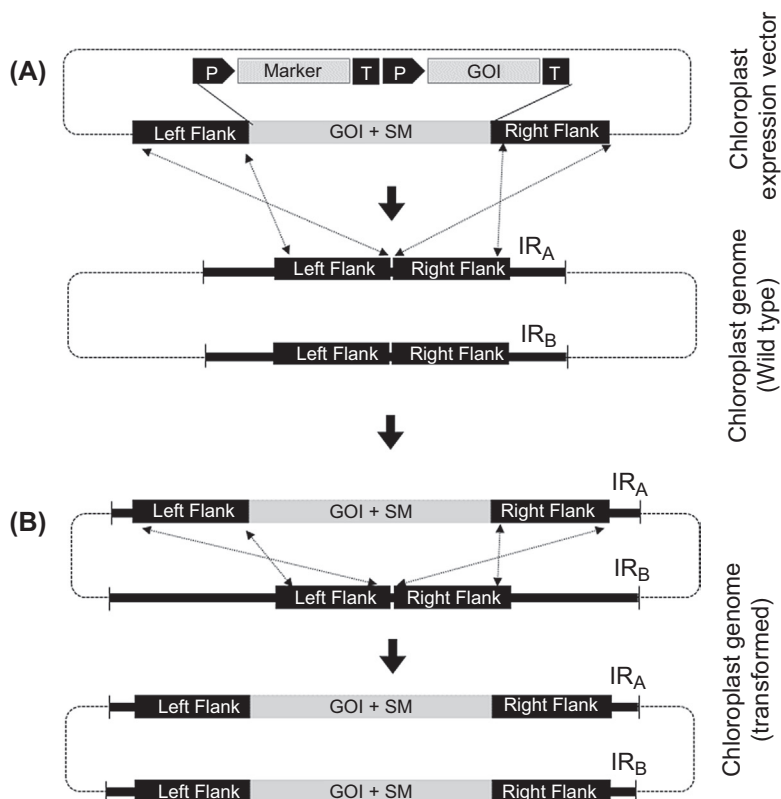 (A)
P Marker T P GOI T
Left Flank GOI + SM Right Flank
Chloroplast
expression vector
IRA
Left Flank Right Flank
IRB
Left Flank Right Flank
Chloroplast genome
(Wild type)
(B)
IRA
Left Flank GOI + SM Right Flank
IRB
Left Flank Right Flank
IRA
Left Flank GOI + SM Right Flank
IRB
Left Flank GOI + SM Right Flank
Chloroplast genome
(transformed)